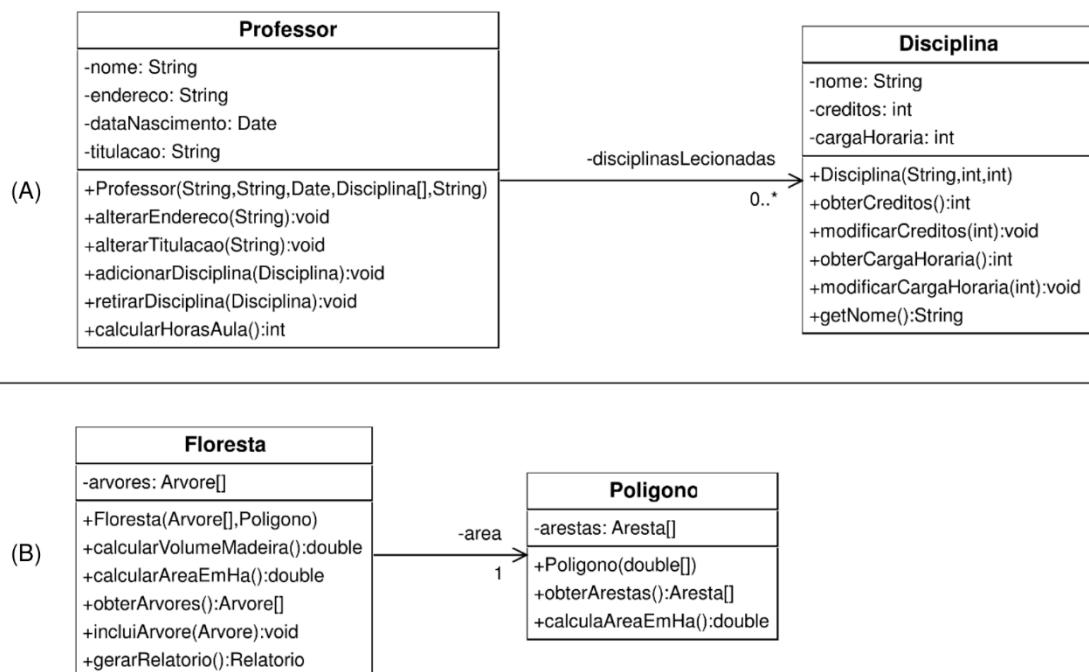 Professor
-nome: String
-endereco: String
-dataNascimento: Date
-titulacao: String
+Professor(String,String,Date,Disciplina[],String)
+alterarEndereco(String):void
+alterarTitulacao(String):void
+adicionarDisciplina(Disciplina):void
+retirarDisciplina(Disciplina):void
+calcularHorasAula():int
(A)
-disciplinasLecionadas
0..*
Disciplina
-nome: String
-creditos: int
-cargaHoraria: int
+Disciplina(String,int,int)
+obterCreditos():int
+modificarCreditos(int):void
+obterCargaHoraria():int
+modificarCargaHoraria(int):void
+getNome():String
Floresta
-arvores: Arvore[]
+Floresta(Arvore[],Poligono)
+calcularVolumeMadeira():double
+calcularAreaEmHa():double
+obterArvores():Arvore[]
+incluiArvore(Arvore):void
+gerarRelatorio():Relatorio
(B)
-area
1
Poligono
-arestas: Aresta[]
+Poligono(double[])
+obterArestas():Aresta[]
+calculaAreaEmHa():double